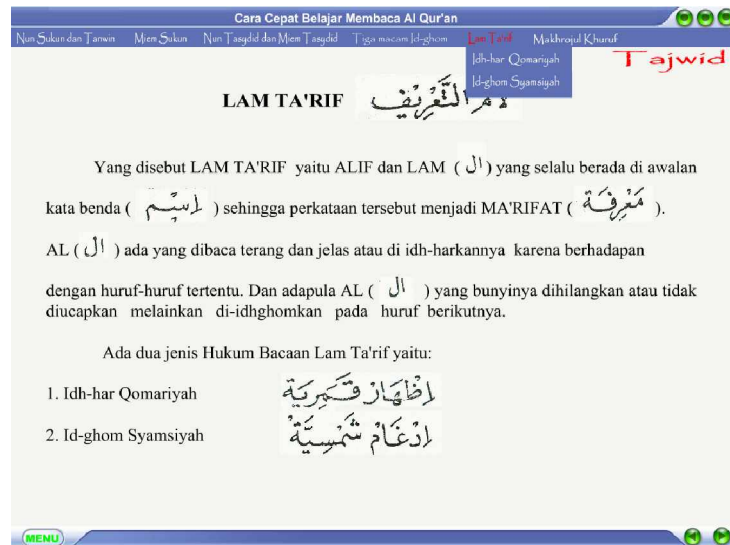 Cara Cepat Belajar Membaca Al Qur'an
Nun Sukun dan Tanwin Miem Sukun Nun Tasydid dan Miem Tasydid Tiga macam Id-ghom Lam Ta'rif Makhrojul Khuruf
Idh-har Qomariyah
Id-ghom Syamsiyah
Tajwid
LAM TA'RIF لَامُ التَّعْرِيْفِ
Yang disebut LAM TA'RIF yaitu ALIF dan LAM ( ال ) yang selalu berada di awalan
kata benda ( إِسِيْم ) sehingga perkataan tersebut menjadi MA'RIFAT ( مَعْرِفَة ).
AL ( ال ) ada yang dibaca terang dan jelas atau di idh-harkannya karena berhadapan
dengan huruf-huruf tertentu. Dan adapula AL ( ال ) yang bunyinya dihilangkan atau tidak
diucapkan melainkan di-idhghomkan pada huruf berikutnya.
Ada dua jenis Hukum Bacaan Lam Ta'rif yaitu:
1. Idh-har Qomariyah إِظْهَارْ قَمَرِيَة
2. Id-ghom Syamsiyah إِدْغَامْ شَمْسِيَّة
MENU